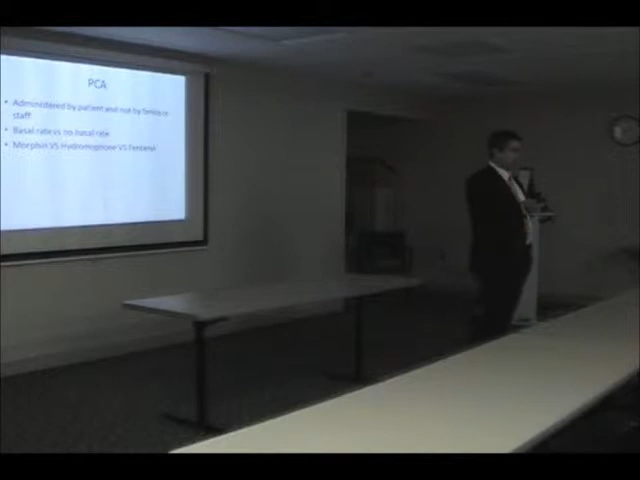 PCA
• Administered by patient and not by family or
staff
• Basal rate vs no basal rate
• Morphin VS Hydromorphone VS Fentanyl